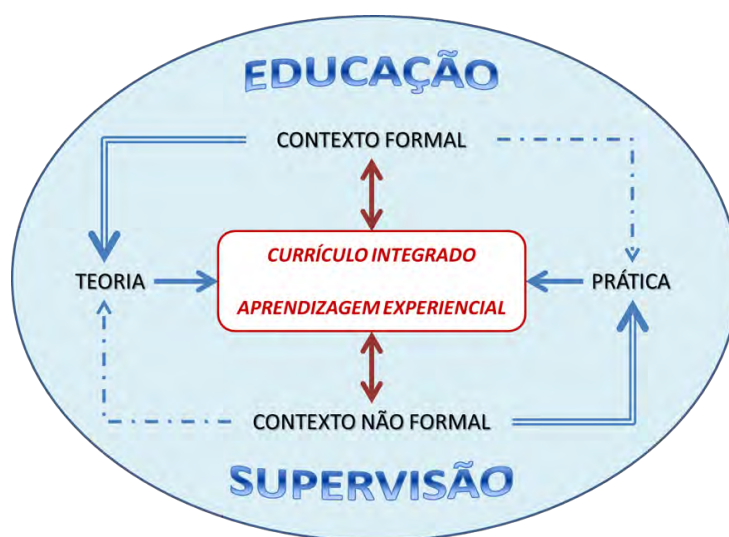 EDUCAÇÃO
CONTEXTO FORMAL
CURRÍCULO INTEGRADO
TEORIA
PRÁTICA
APRENDIZAGEM EXPERIENCIAL
CONTEXTO NÃO FORMAL
SUPERVISÃO